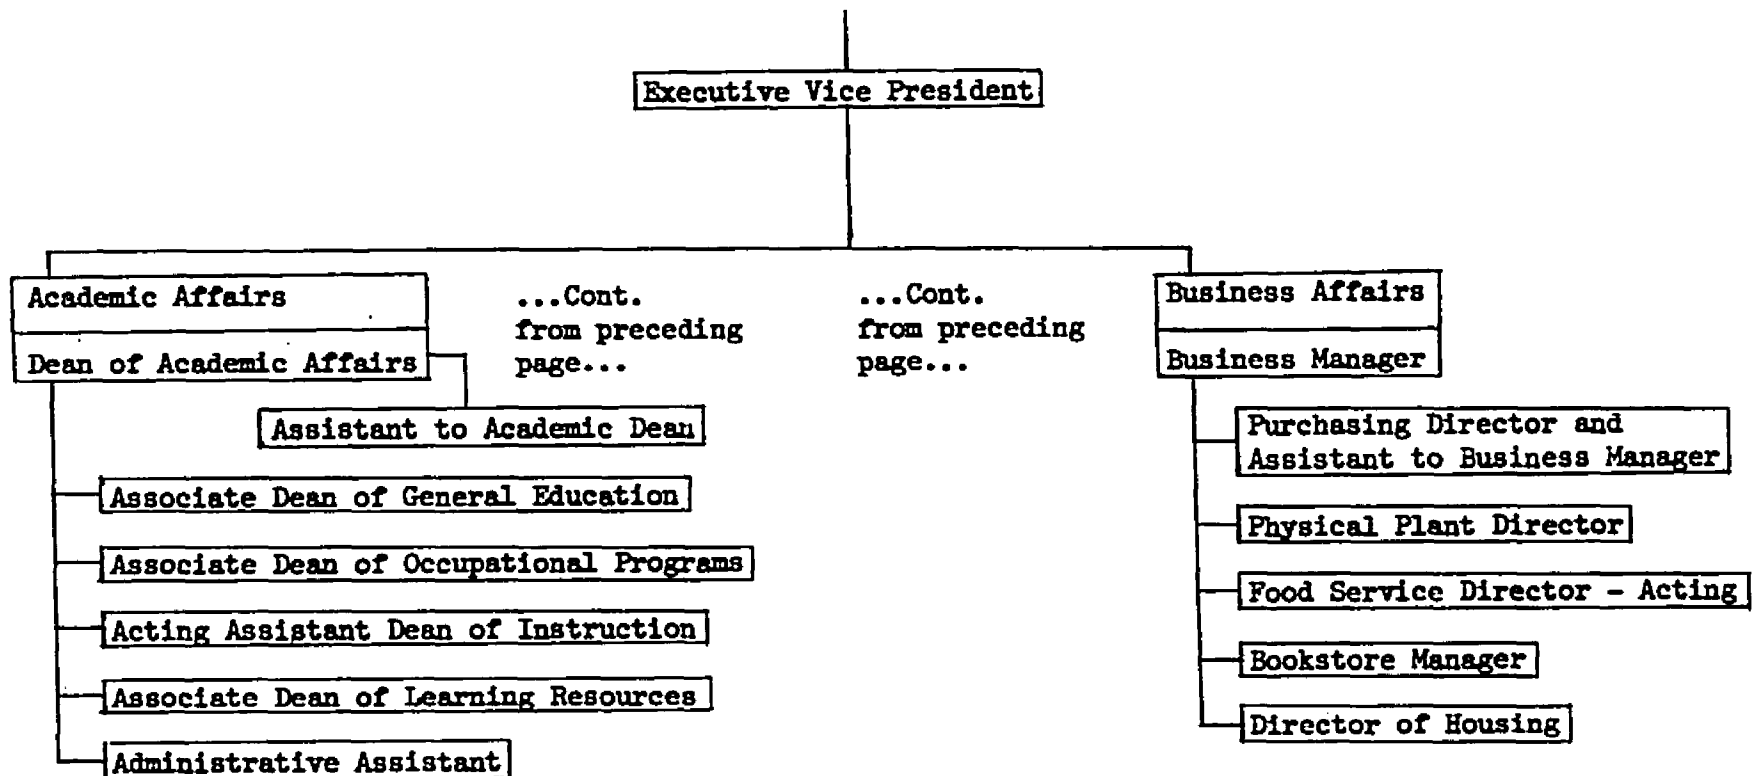 Executive Vice President
Academic Affairs
Dean of Academic Affairs
...Cont.
from preceding
page...
...Cont.
from preceding
page...
Business Affairs
Business Manager
Assistant to Academic Dean
Associate Dean of General Education
Associate Dean of Occupational Programs
Acting Assistant Dean of Instruction
Associate Dean of Learning Resources
Administrative Assistant
Purchasing Director and
Assistant to Business Manager
Physical Plant Director
Food Service Director - Acting
Bookstore Manager
Director of Housing